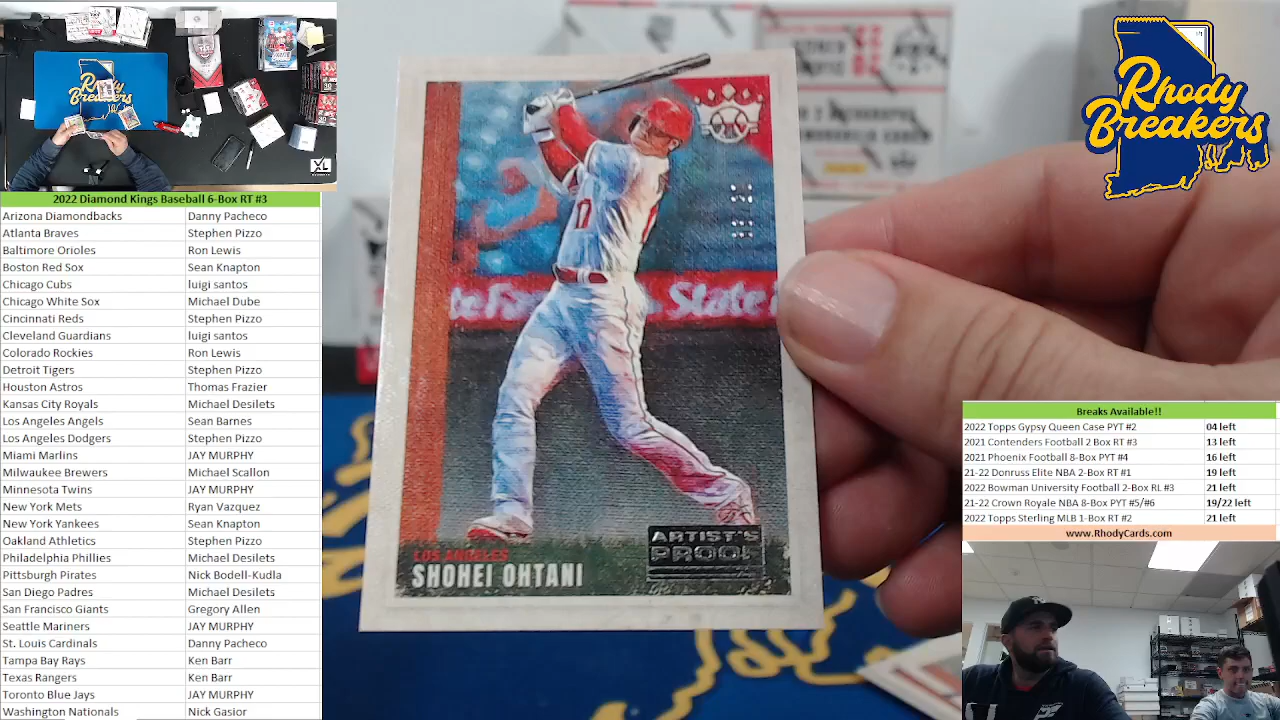 2022 Diamond Kings Baseball 6-Box RT #3
Arizona Diamondbacks Danny Pacheco
Atlanta Braves Stephen Pizzo
Baltimore Orioles Ron Lewis
Boston Red Sox Sean Knapton
Chicago Cubs luigi santos
Chicago White Sox Michael Dube
Cincinnati Reds Stephen Pizzo
Cleveland Guardians luigi santos
Colorado Rockies Ron Lewis
Detroit Tigers Stephen Pizzo
Houston Astros Thomas Frazier
Kansas City Royals Michael Desilets
Los Angeles Angels Sean Barnes
Los Angeles Dodgers Stephen Pizzo
Miami Marlins JAY MURPHY
Milwaukee Brewers Michael Scallon
Minnesota Twins JAY MURPHY
New York Mets Ryan Vazquez
New York Yankees Sean Knapton
Oakland Athletics Stephen Pizzo
Philadelphia Phillies Michael Desilets
Pittsburgh Pirates Nick Bodell-Kudla
San Diego Padres Michael Desilets
San Francisco Giants Gregory Allen
Seattle Mariners JAY MURPHY
St. Louis Cardinals Danny Pacheco
Tampa Bay Rays Ken Barr
Texas Rangers Ken Barr
Toronto Blue Jays JAY MURPHY
Washington Nationals Nick Gasior
Rhody
Breakers
XL
17
State
LOS ANGELES
SHOHEI OHTANI
ARTIST'S
PROOF
Rhody
Breakers
Breaks Available!!
2022 Topps Gypsy Queen Case PYT #2 04 left
2021 Contenders Football 2 Box RT #3 13 left
2021 Phoenix Football 8-Box PYT #4 16 left
21-22 Donruss Elite NBA 2-Box RT #1 19 left
2022 Bowman University Football 2-Box RL #3 21 left
21-22 Crown Royale NBA 8-Box PYT #5/#6 19/22 left
2022 Topps Sterling MLB 1-Box RT #2 21 left
www.RhodyCards.com